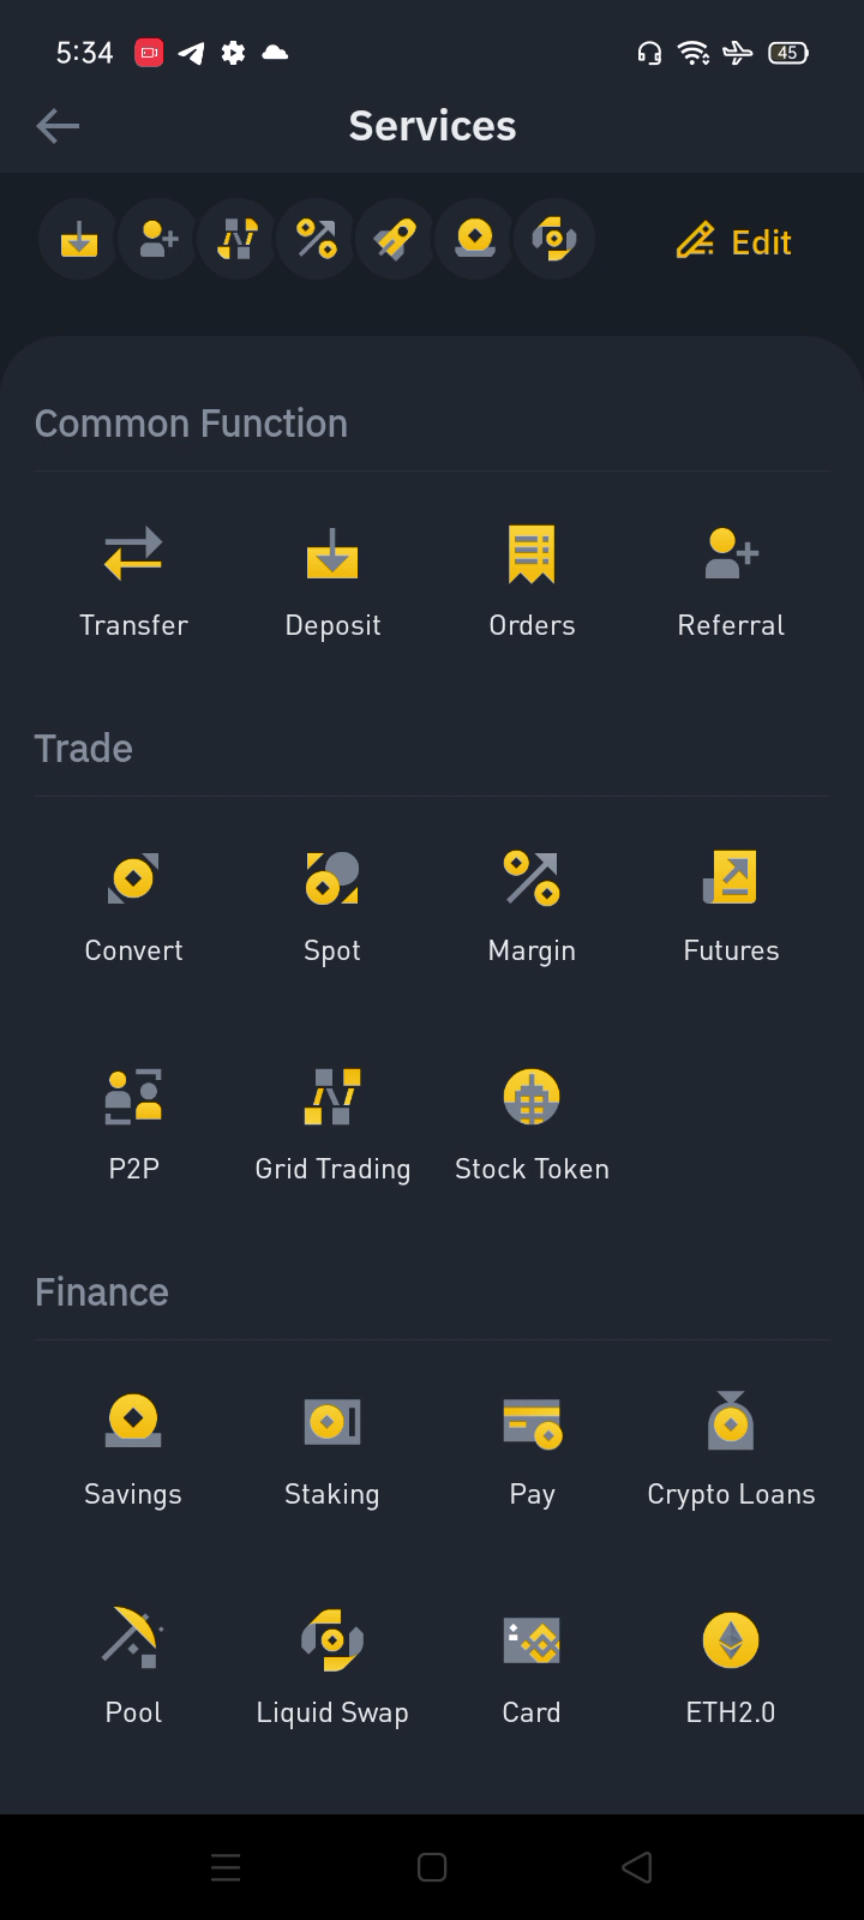 5:34
45
Services
Edit
Common Function
Transfer Deposit Orders Referral
Trade
Convert Spot Margin Futures
P2P Grid Trading Stock Token
Finance
Savings Staking Pay Crypto Loans
Pool Liquid Swap Card ETH2.0